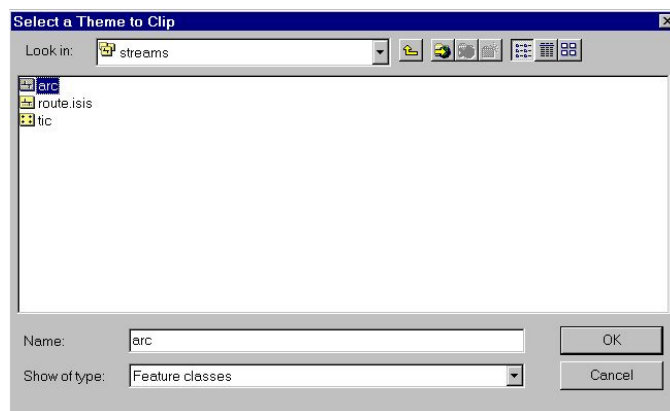 Select a Theme to Clip
Look in: streams
arc
route.isis
tic
Name: arc OK
Show of type: Feature classes Cancel